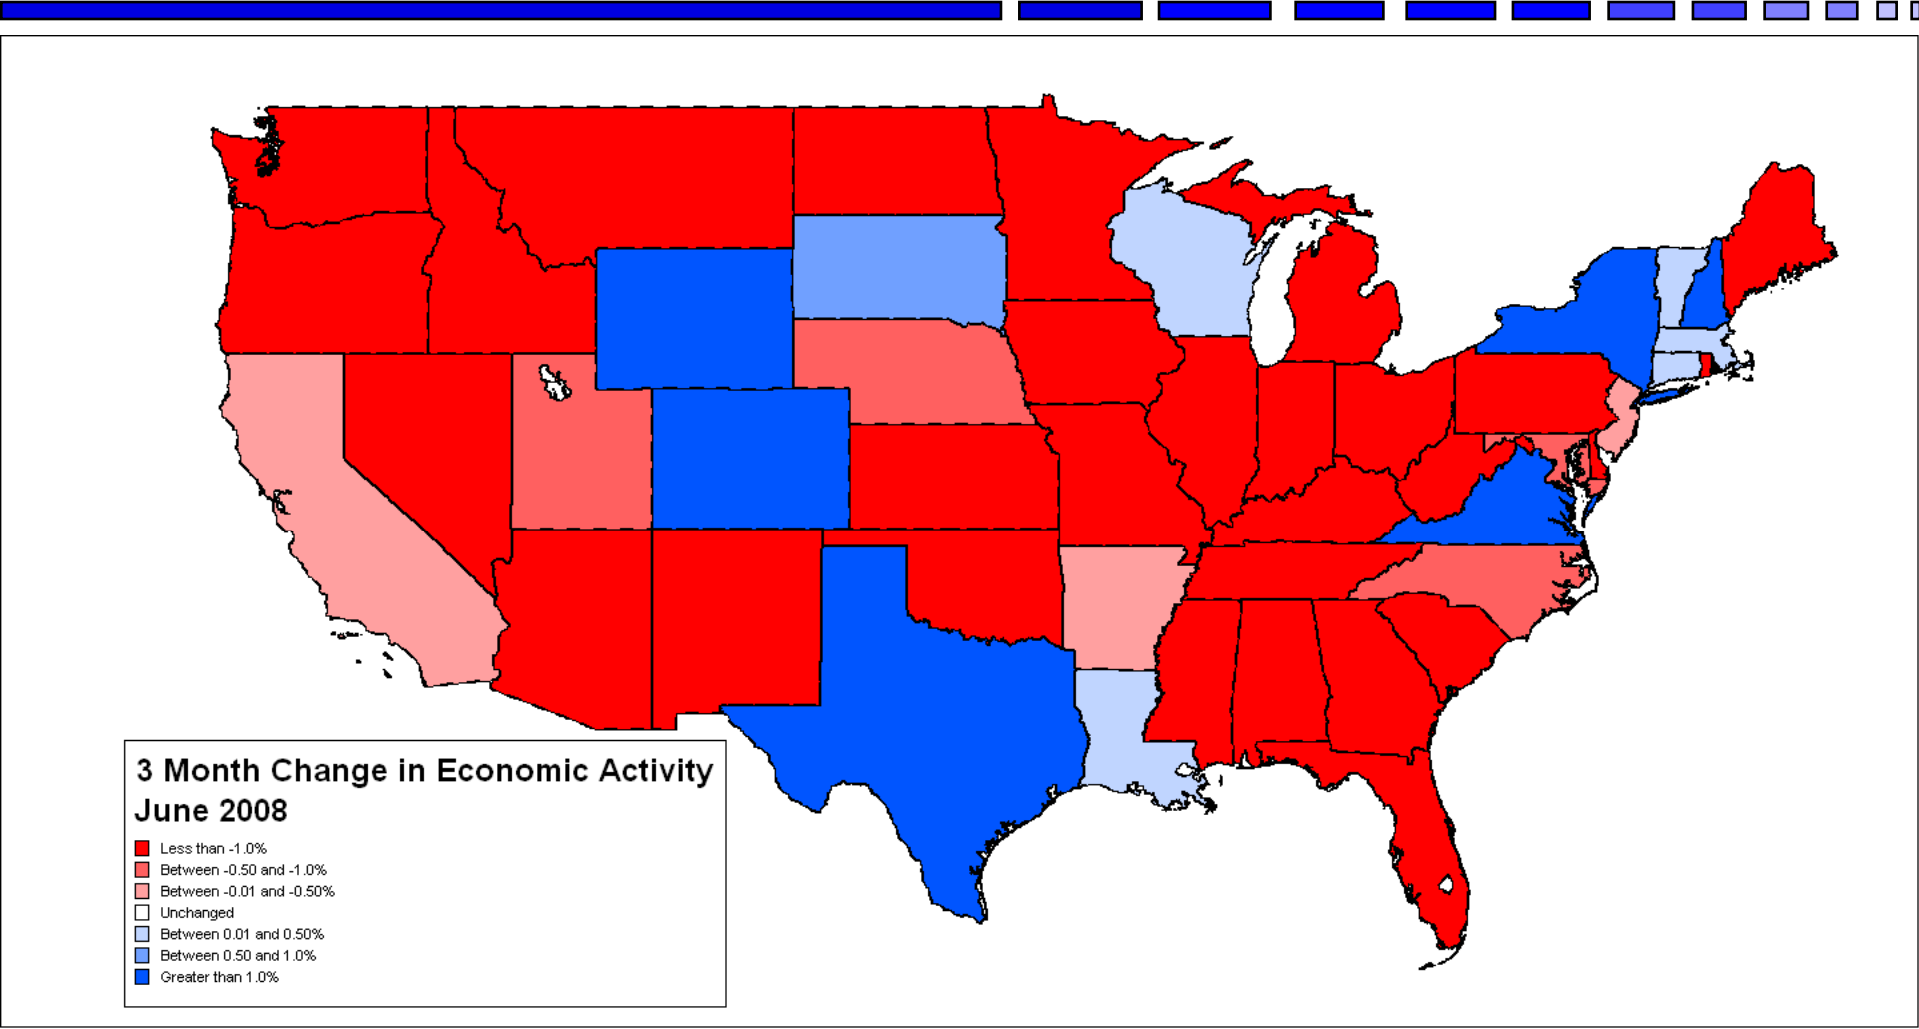 3 Month Change in Economic Activity
June 2008
Less than -1.0%
Between -0.50 and -1.0%
Between -0.01 and -0.50%
Unchanged
Between 0.01 and 0.50%
Between 0.50 and 1.0%
Greater than 1.0%